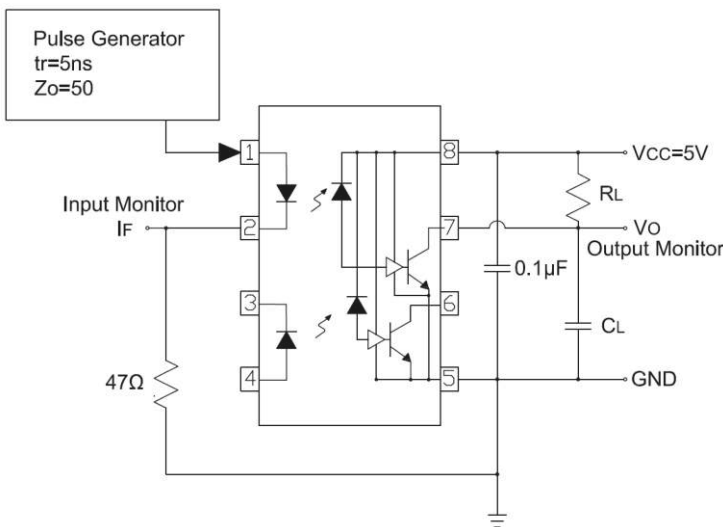 Pulse Generator
tr=5ns
Zo=50
1
8
VCC=5V
RL
Input Monitor
IF
2
7
VO
Output Monitor
0.1µF
3
6
CL
47Ω
4
5
GND